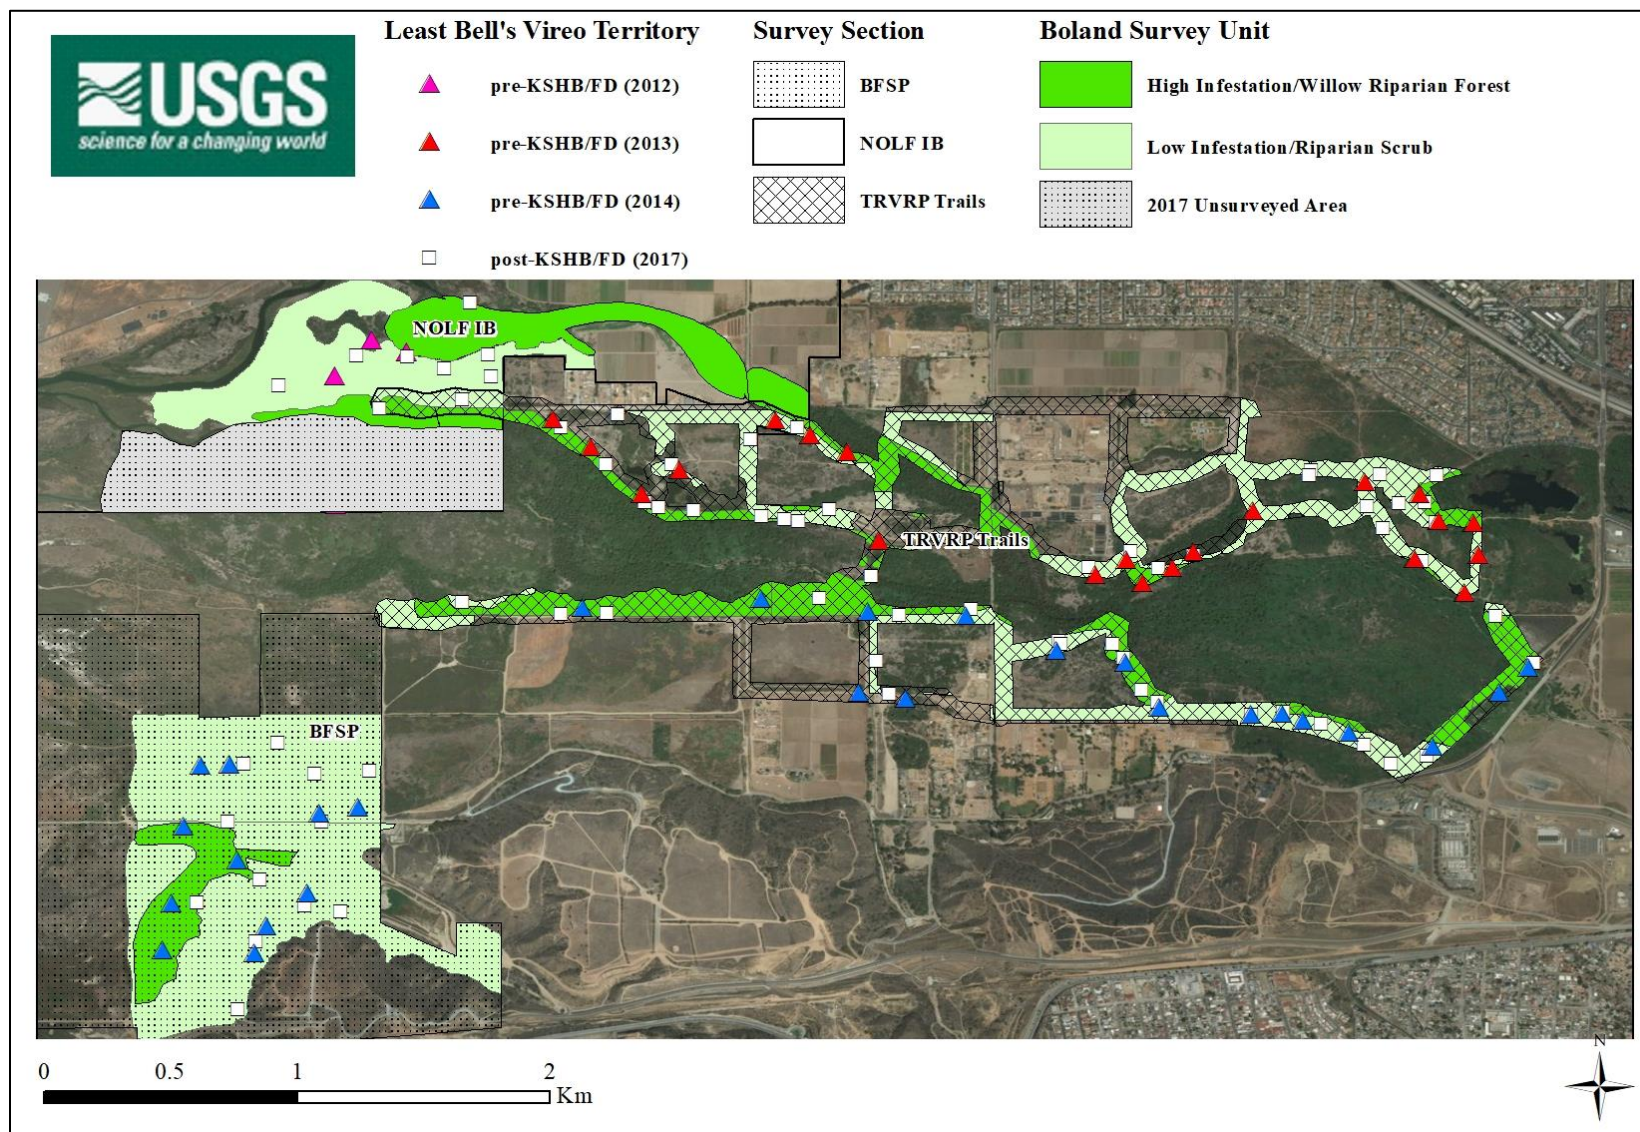 USGS
science for a changing world
Least Bell's Vireo Territory
pre-KSHB/FD (2012)
pre-KSHB/FD (2013)
pre-KSHB/FD (2014)
post-KSHB/FD (2017)
Survey Section
BFSP
NOLF IB
TRVRP Trails
Boland Survey Unit
High Infestation/Willow Riparian Forest
Low Infestation/Riparian Scrub
2017 Unsurveyed Area
NOLF IB
TRVRP Trails
BFSP
0 0.5 1 2
Km
N